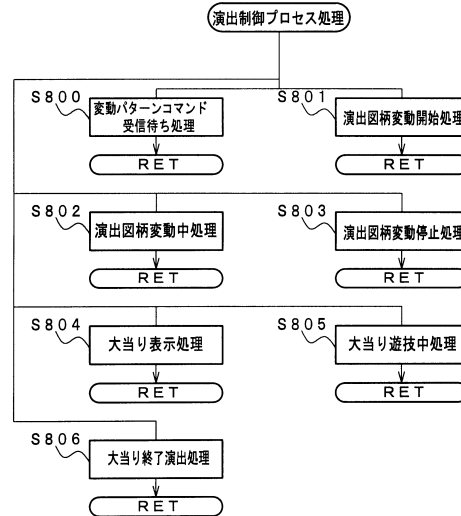 演出制御プロセス処理
S800
変動パターンコマンド
受信待ち処理
RET
S801
演出図柄変動開始処理
RET
S802
演出図柄変動中処理
RET
S803
演出図柄変動停止処理
RET
S804
大当り表示処理
RET
S805
大当り遊技中処理
RET
S806
大当り終了演出処理
RET